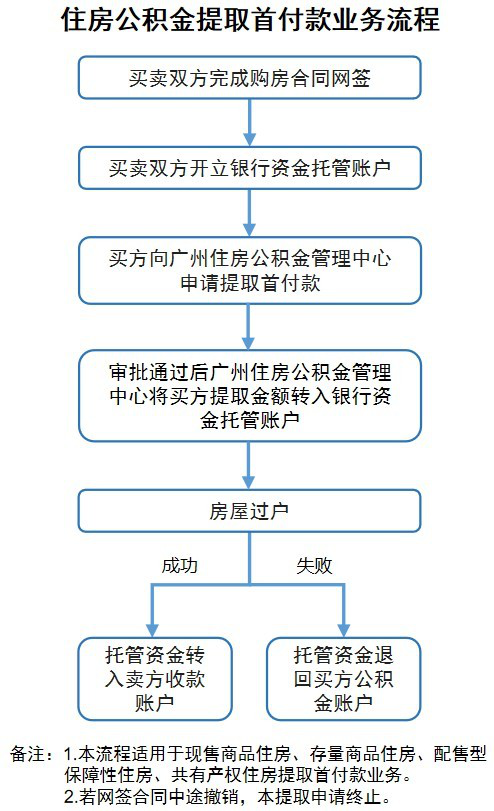 住房公积金提取首付款业务流程
买卖双方完成购房合同网签
买卖双方开立银行资金托管账户
买方向广州住房公积金管理中心
申请提取首付款
审批通过后广州住房公积金管理
中心将买方提取金额转入银行资
金托管账户
房屋过户
成功
失败
托管资金转
入卖方收款
账户
托管资金退
回买方公积
金账户
备注：1.本流程适用于现售商品住房、存量商品住房、配售型
保障性住房、共有产权住房提取首付款业务。
2.若网签合同中途撤销，本提取申请终止。